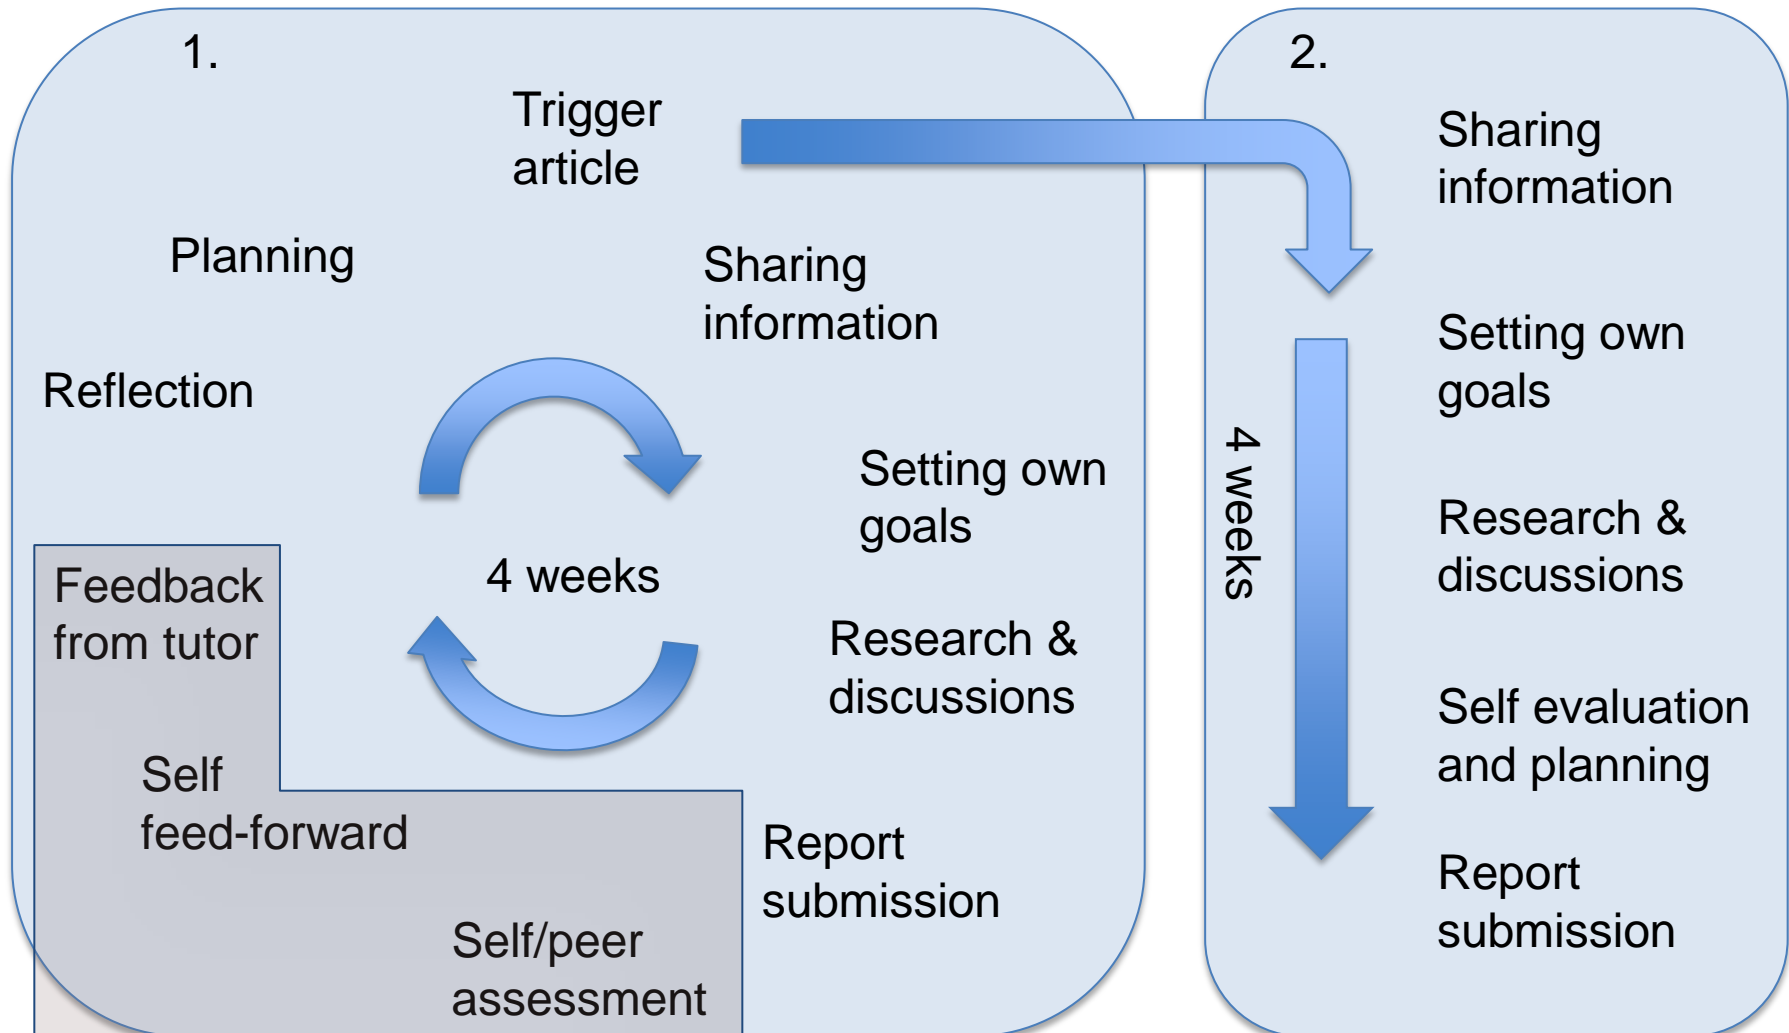 1.
Trigger
article
Planning
Sharing
information
Reflection
Setting own
goals
4 weeks
Feedback
from tutor
Research &
discussions
Self
feed-forward
Report
submission
Self/peer
assessment
2.
Sharing
information
Setting own
goals
4 weeks
Research &
discussions
Self evaluation
and planning
Report
submission